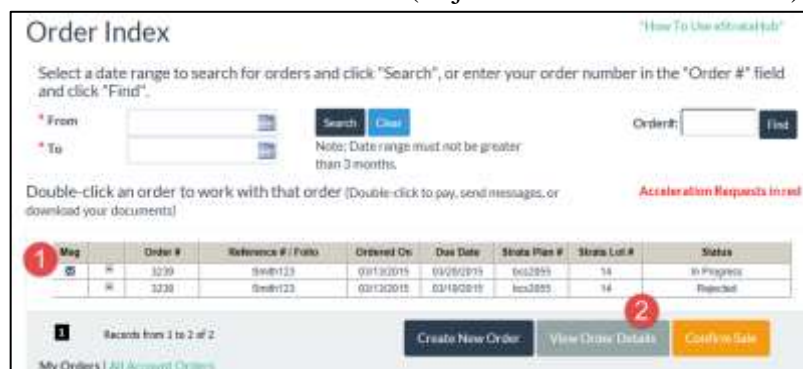 Order Index
"How To Use eStrataHub"
Select a date range to search for orders and click "Search", or enter your order number in the "Order #" field
and click "Find".
* From
Search Clear
Order#:
Find
* To
Note: Date range must not be greater
than 3 months.
Double-click an order to work with that order (Double-click to pay, send messages, or
download your documents)
Acceleration Requests in red
1
Msg Order # Reference # / Folio Ordered On Due Date Strata Plan # Strata Lot # Status
3239 Smith123 03/13/2015 03/20/2015 bcs2055 14 In Progress
3238 Smith123 03/12/2015 03/19/2015 bcs2055 14 Rejected
2
1 Records from 1 to 2 of 2
Create New Order View Order Details Confirm Sale
My Orders | All Account Orders